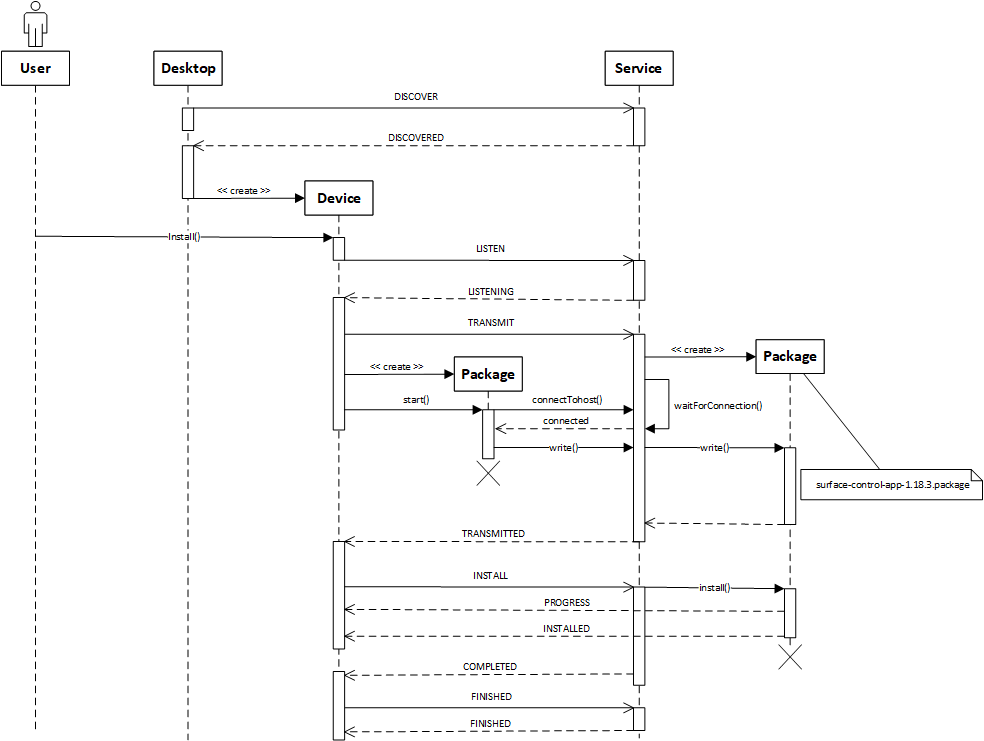 User
Desktop
Service
DISCOVER
DISCOVERED
<< create >>
Device
Install()
LISTEN
LISTENING
TRANSMIT
<< create >>
Package
<< create >>
Package
start()
connectTohost()
waitForConnection()
connected
write()
write()
surface-control-app-1.18.3.package
TRANSMITTED
INSTALL
install()
PROGRESS
INSTALLED
COMPLETED
FINISHED
FINISHED